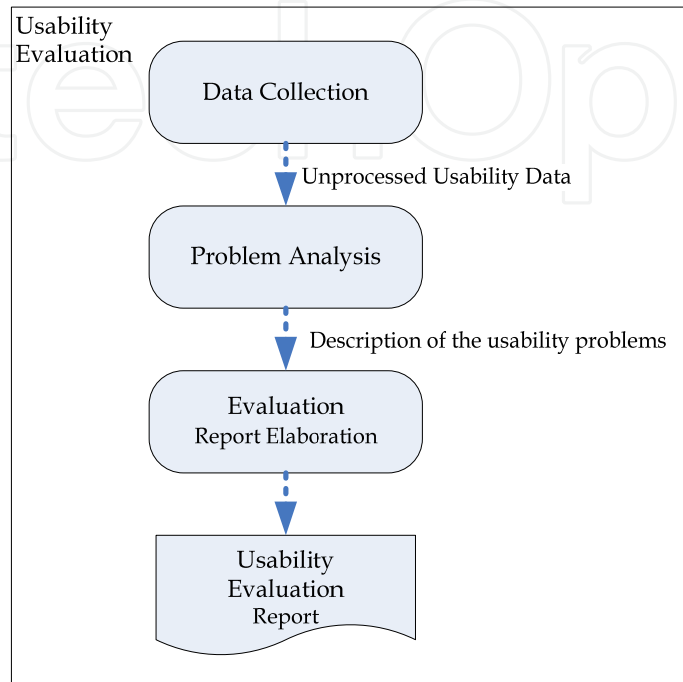 Usability
Evaluation
Data Collection
Unprocessed Usability Data
Problem Analysis
Description of the usability problems
Evaluation
Report Elaboration
Usability
Evaluation
Report